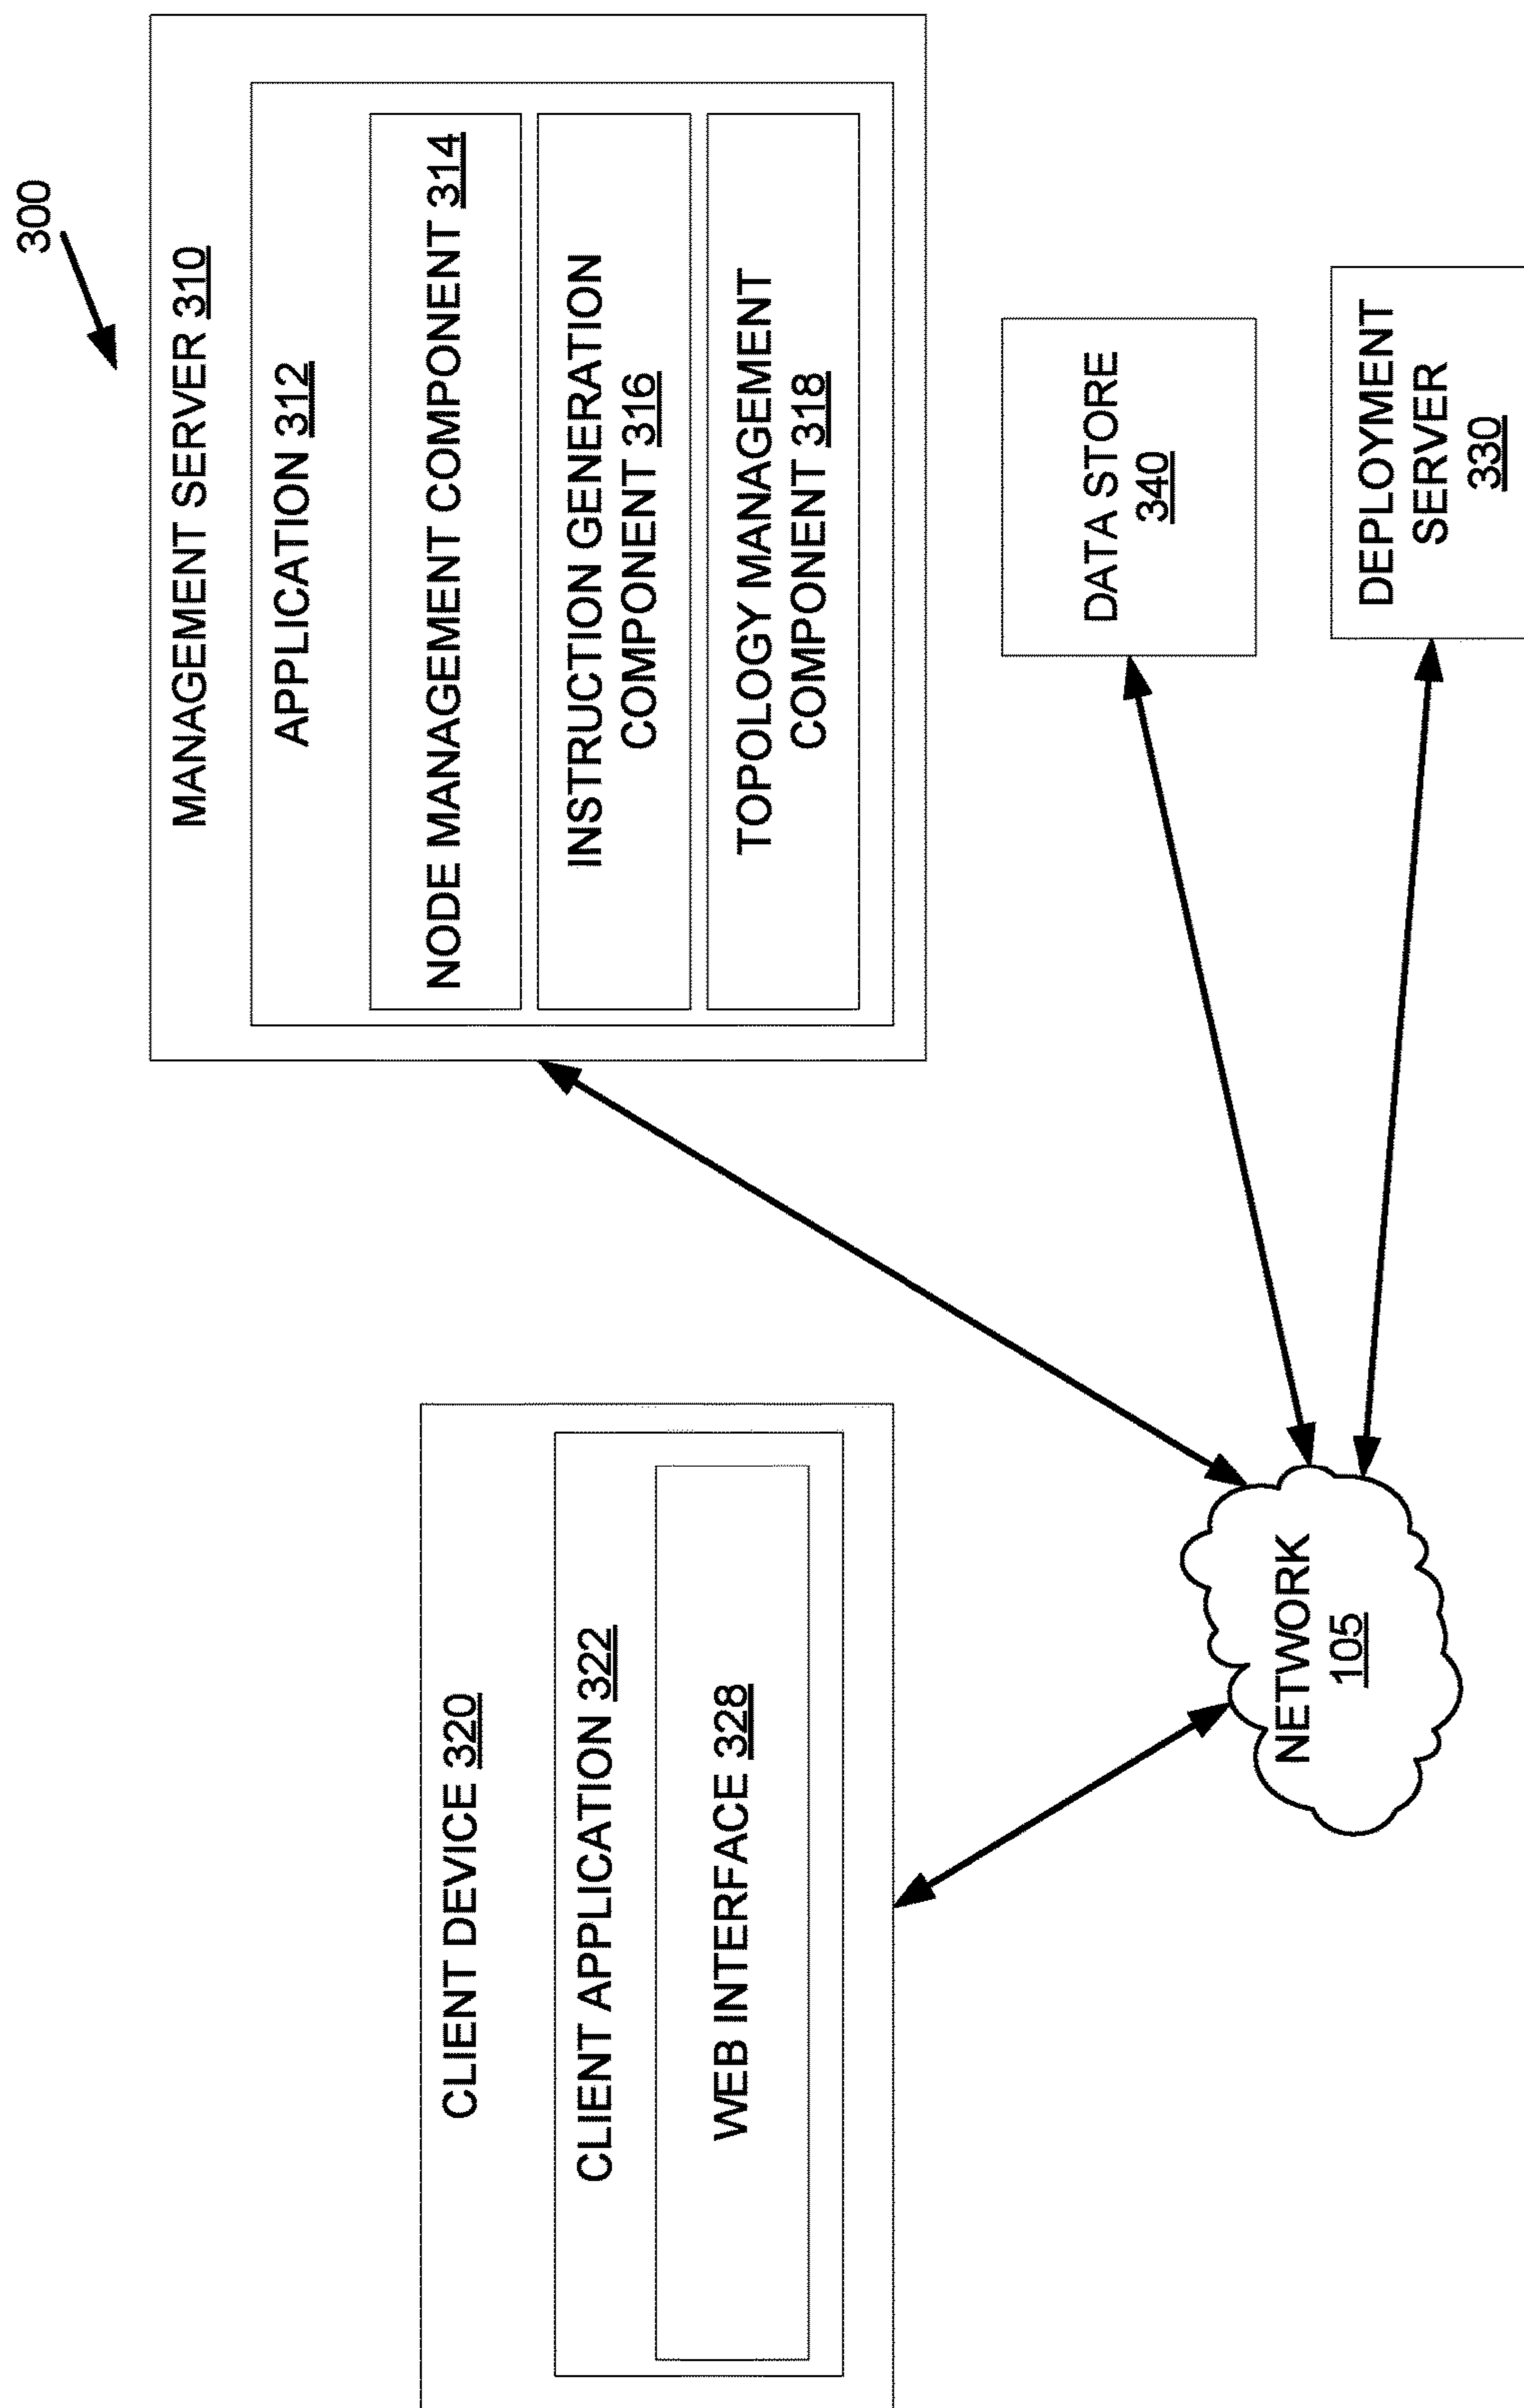 300
CLIENT DEVICE 320
CLIENT APPLICATION 322
WEB INTERFACE 328
MANAGEMENT SERVER 310
APPLICATION 312
NODE MANAGEMENT COMPONENT 314
INSTRUCTION GENERATION
COMPONENT 316
TOPOLOGY MANAGEMENT
COMPONENT 318
NETWORK
105
DATA STORE
340
DEPLOYMENT
SERVER
330